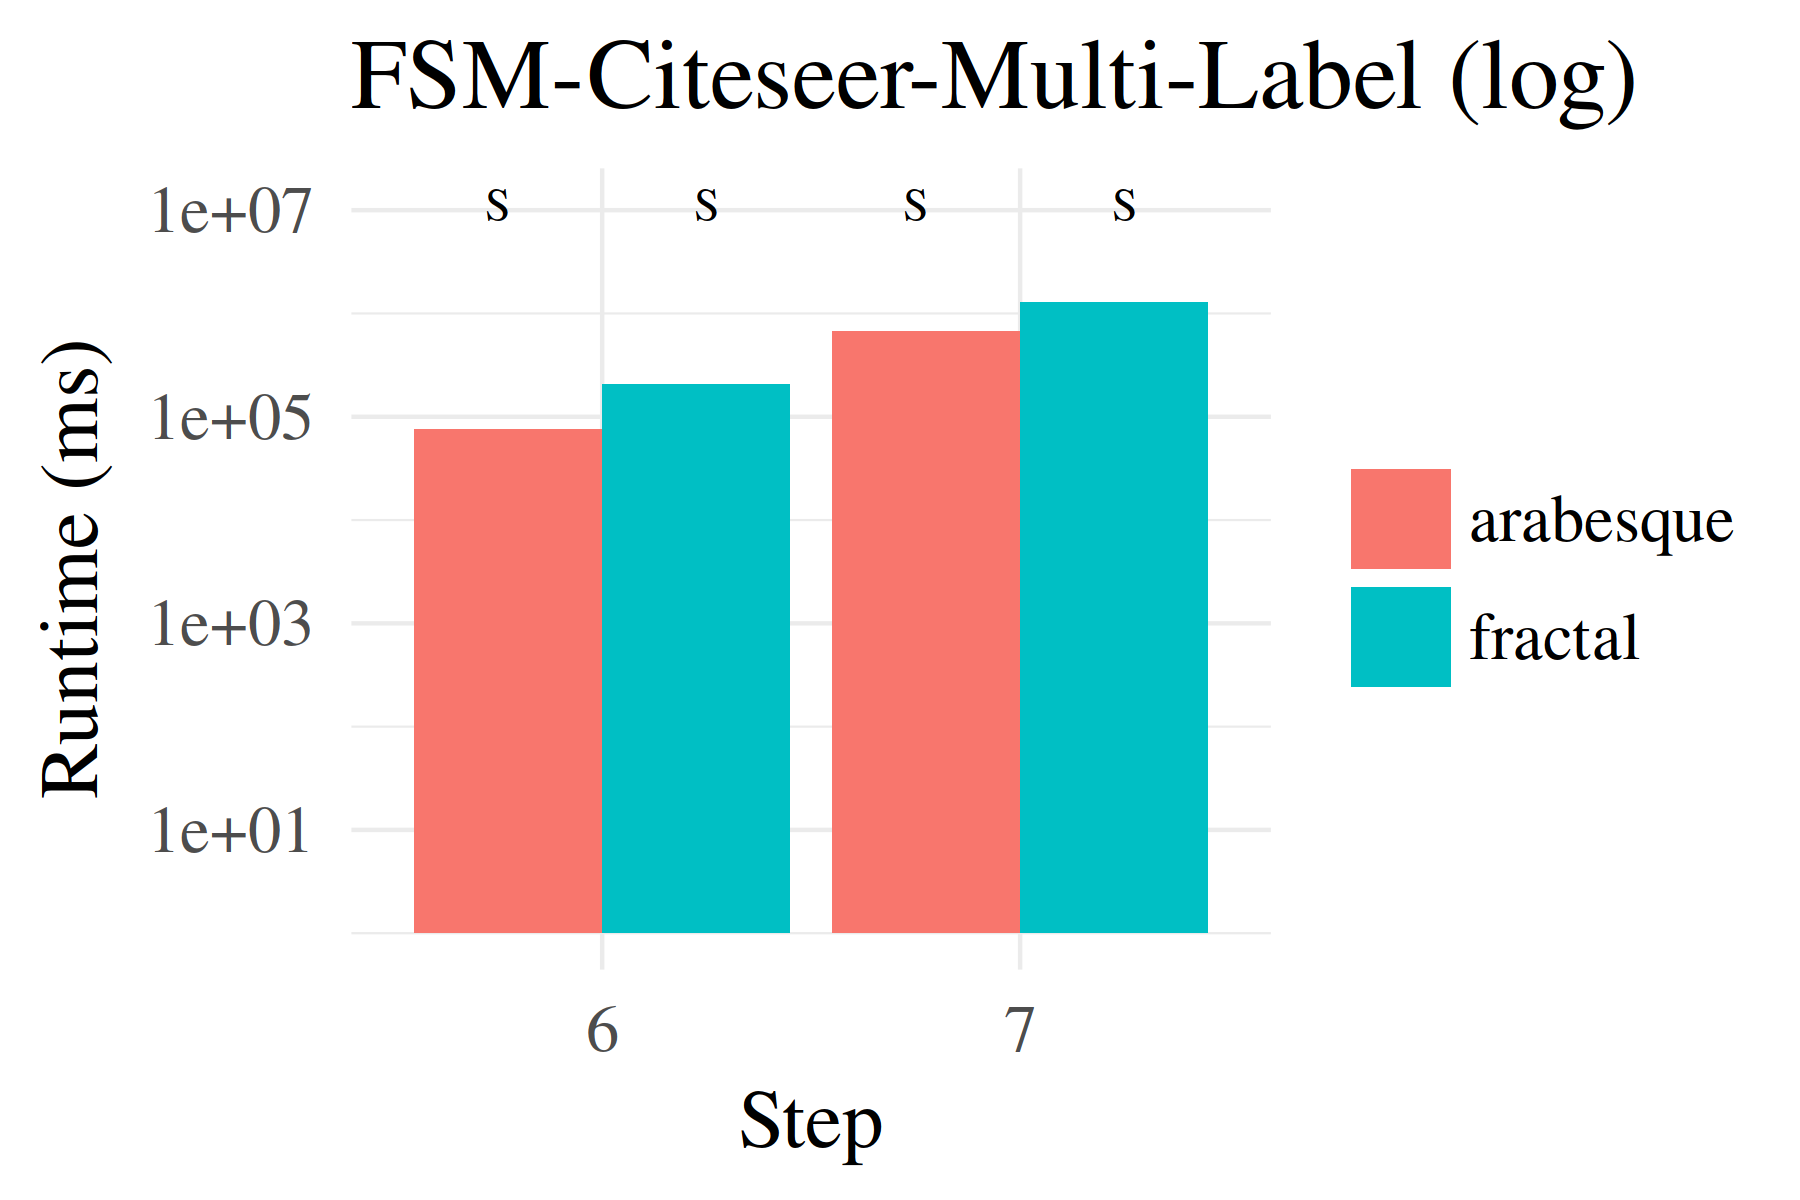 FSM-Citeseer-Multi-Label (log)
Runtime (ms)
1e+07
1e+05
1e+03
1e+01
s s s s
6 7
Step
arabesque
fractal